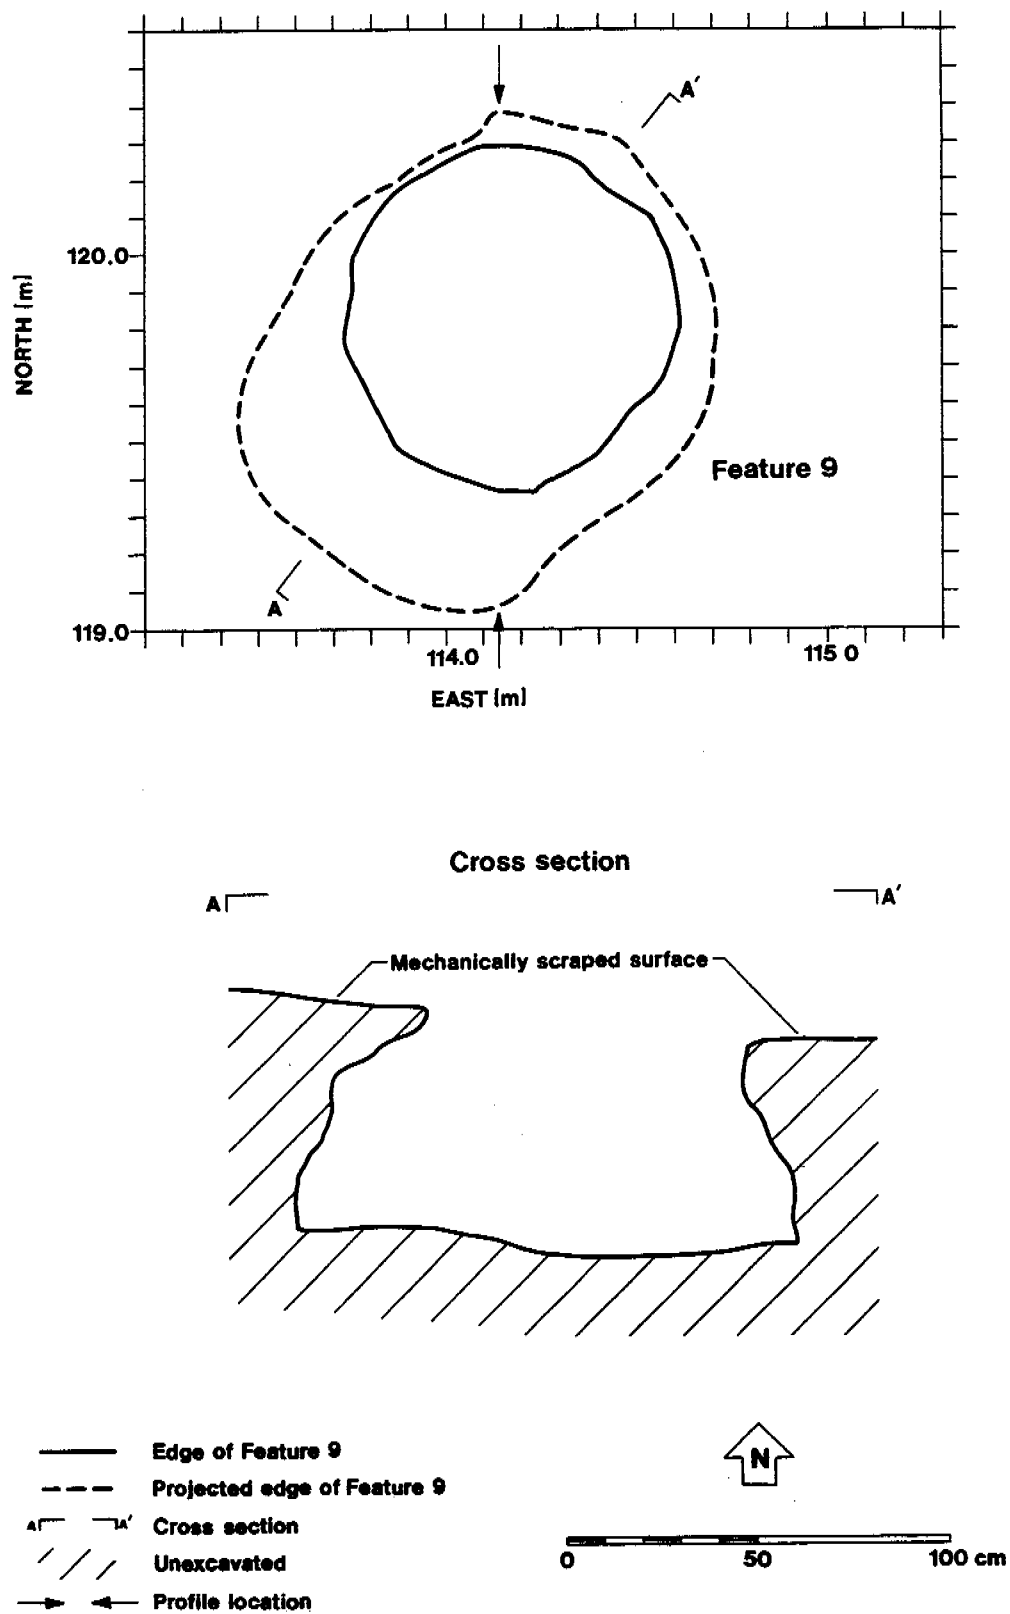 A′
120.0
NORTH (m)
Feature 9
A
119.0
114.0
115 0
EAST (m)
Cross section
A
A′
Mechanically scraped surface
Edge of Feature 9
Projected edge of Feature 9
A A′ Cross section
Unexcavated
Profile location
N
0 50 100 cm